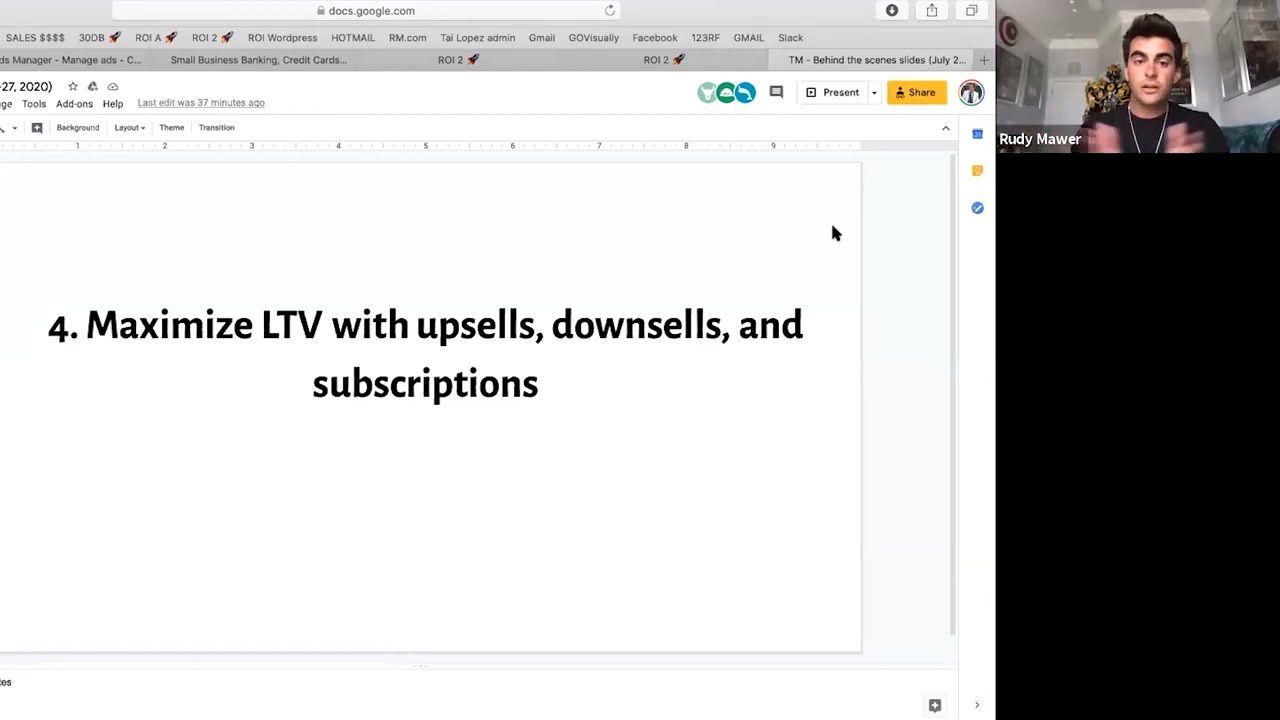 docs.google.com
SALES $$$$ 30DB 🚀 ROI A 🚀 ROI 2 🚀 ROI Wordpress HOTMAIL RM.com Tai Lopez admin Gmail GOVisually Facebook 123RF GMAIL Slack
ds Manager - Manage ads - C... Small Business Banking, Credit Cards... ROI 2 🚀 ROI 2 🚀 TM - Behind the scenes slides (July 2... +
-27, 2020)
Present Share
nge Tools Add-ons Help Last edit was 37 minutes ago
Background Layout Theme Transition
1 2 3 4 5 6 7 8 9
Rudy Mawer
31
4. Maximize LTV with upsells, downsells, and
subscriptions
tes